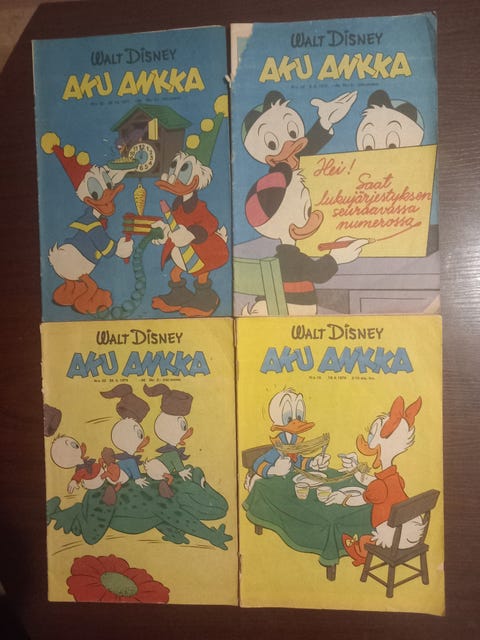 WALT DISNEY
AKU ANKKA
WALT DISNEY
AKU ANKKA
Hei!
Saat
lukujärjestyksen
seuraavassa
numerossa
WALT DISNEY
AKU ANKKA
WALT DISNEY
AKU ANKKA